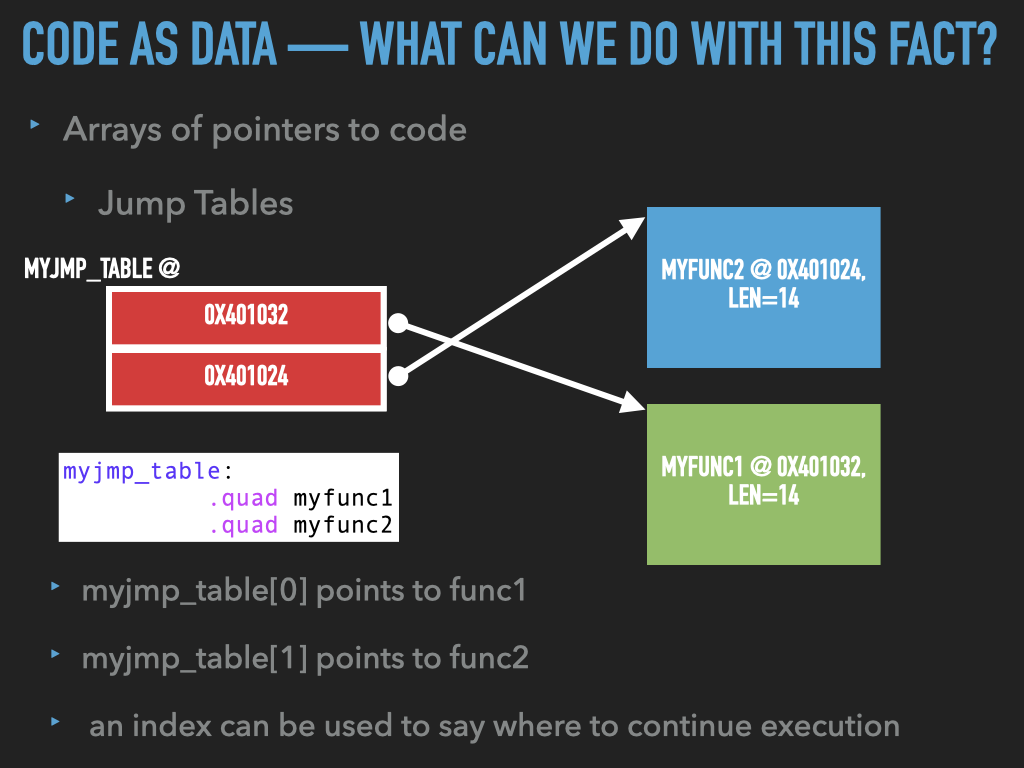 CODE AS DATA — WHAT CAN WE DO WITH THIS FACT?
Arrays of pointers to code
Jump Tables
MYJMP_TABLE @
0X401032
0X401024
MYFUNC2 @ 0X401024,
LEN=14
MYFUNC1 @ 0X401032,
LEN=14
myjmp_table:
.quad myfunc1
.quad myfunc2
myjmp_table[0] points to func1
myjmp_table[1] points to func2
an index can be used to say where to continue execution